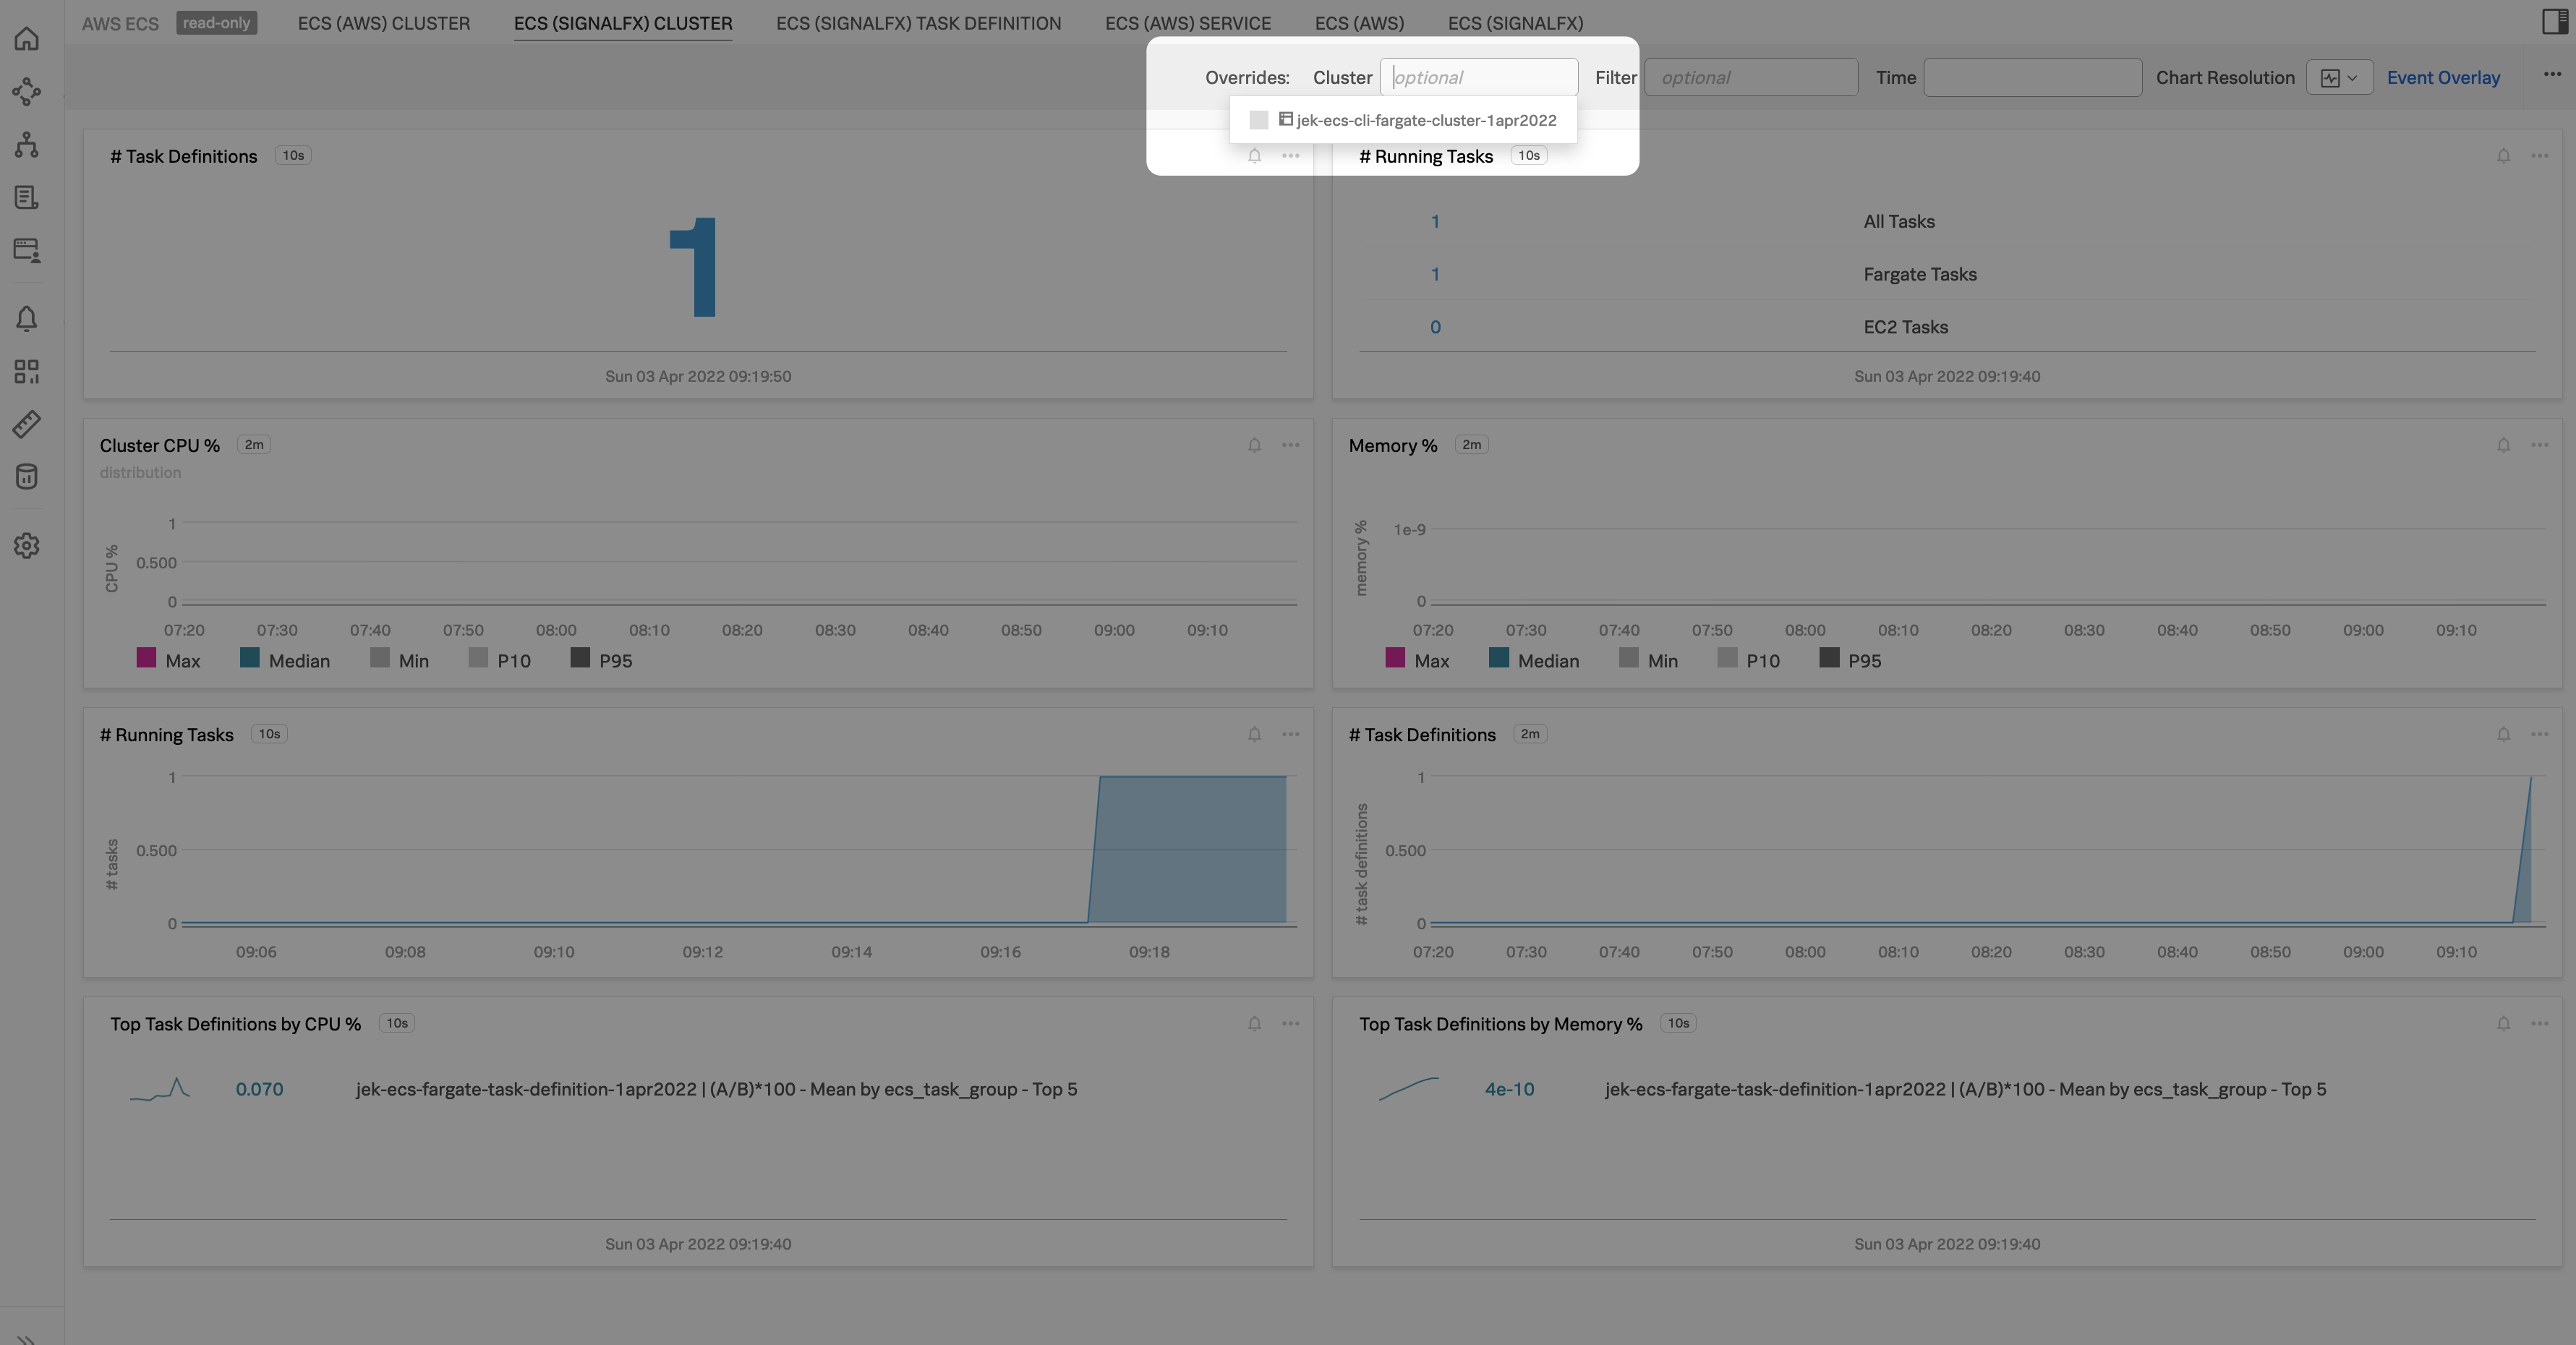 AWS ECS read-only ECS (AWS) CLUSTER ECS (SIGNALFX) CLUSTER ECS (SIGNALFX) TASK DEFINITION ECS (AWS) SERVICE ECS (AWS) ECS (SIGNALFX)
Overrides: Cluster optional Filter optional Time Chart Resolution Event Overlay
jek-ecs-cli-fargate-cluster-1apr2022
# Task Definitions 10s
1
Sun 03 Apr 2022 09:19:50
# Running Tasks 10s
1 All Tasks
1 Fargate Tasks
0 EC2 Tasks
Sun 03 Apr 2022 09:19:40
Cluster CPU % 2m
distribution
CPU %
1
0.500
0
07:20 07:30 07:40 07:50 08:00 08:10 08:20 08:30 08:40 08:50 09:00 09:10
Max Median Min P10 P95
Memory % 2m
memory %
1e-9
0
07:20 07:30 07:40 07:50 08:00 08:10 08:20 08:30 08:40 08:50 09:00 09:10
Max Median Min P10 P95
# Running Tasks 10s
# tasks
1
0.500
0
09:06 09:08 09:10 09:12 09:14 09:16 09:18
# Task Definitions 2m
# task definitions
1
0.500
0
07:20 07:30 07:40 07:50 08:00 08:10 08:20 08:30 08:40 08:50 09:00 09:10
Top Task Definitions by CPU % 10s
0.070 jek-ecs-fargate-task-definition-1apr2022 | (A/B)*100 - Mean by ecs_task_group - Top 5
Sun 03 Apr 2022 09:19:40
Top Task Definitions by Memory % 10s
4e-10 jek-ecs-fargate-task-definition-1apr2022 | (A/B)*100 - Mean by ecs_task_group - Top 5
Sun 03 Apr 2022 09:19:40